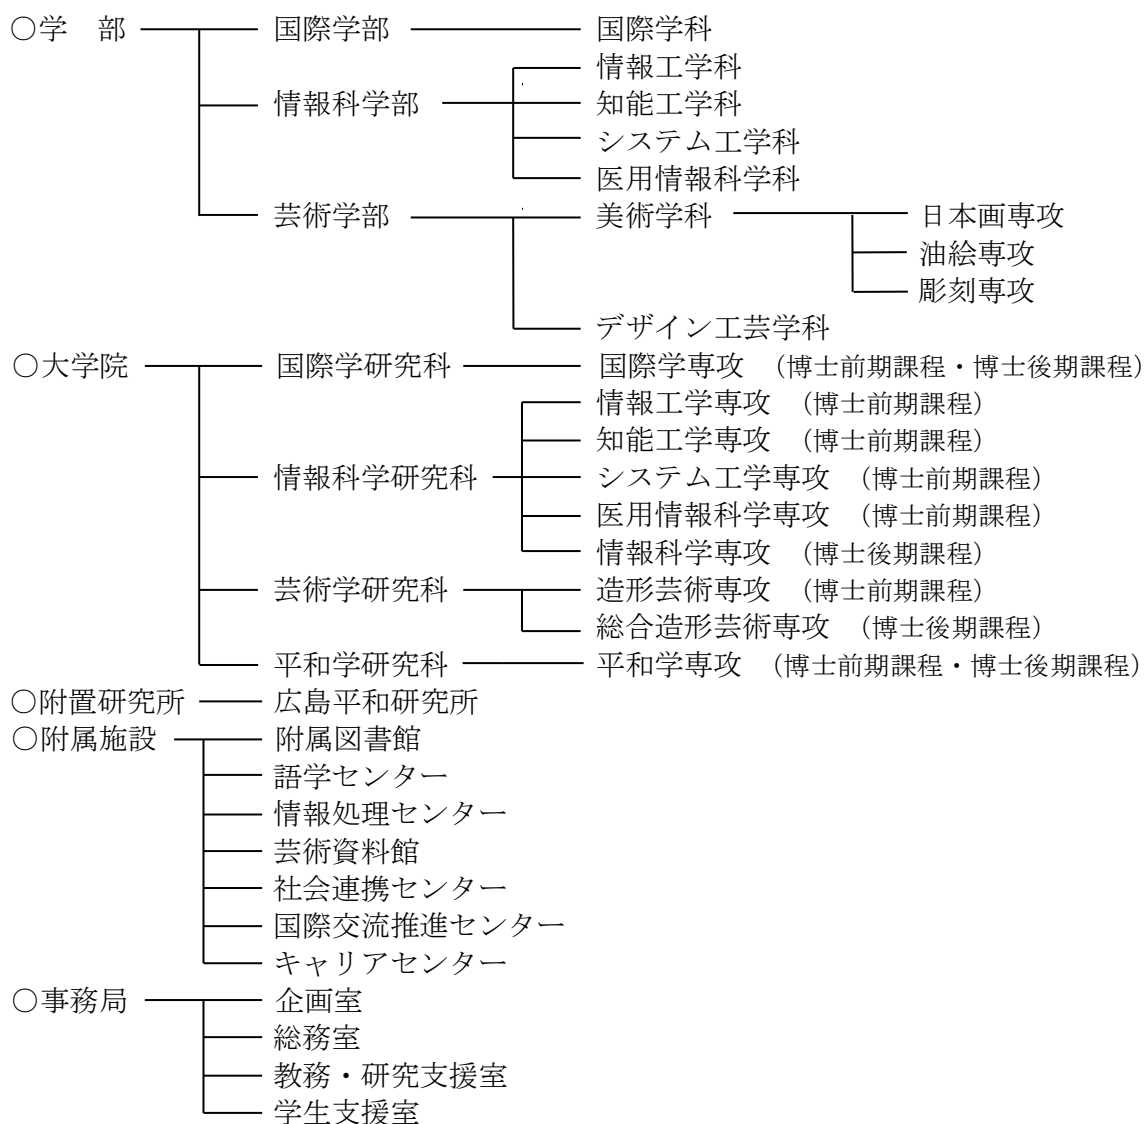 ○学　部 国際学部 国際学科
情報工学科
情報科学部 知能工学科
システム工学科
医用情報科学科
芸術学部 美術学科 日本画専攻
油絵専攻
彫刻専攻
デザイン工芸学科
○大学院 国際学研究科 国際学専攻 （博士前期課程・博士後期課程）
情報工学専攻 （博士前期課程）
知能工学専攻 （博士前期課程）
情報科学研究科 システム工学専攻 （博士前期課程）
医用情報科学専攻 （博士前期課程）
情報科学専攻 （博士後期課程）
芸術学研究科 造形芸術専攻 （博士前期課程）
総合造形芸術専攻 （博士後期課程）
平和学研究科 平和学専攻 （博士前期課程・博士後期課程）
○附置研究所 広島平和研究所
○附属施設 附属図書館
語学センター
情報処理センター
芸術資料館
社会連携センター
国際交流推進センター
キャリアセンター
○事務局 企画室
総務室
教務・研究支援室
学生支援室